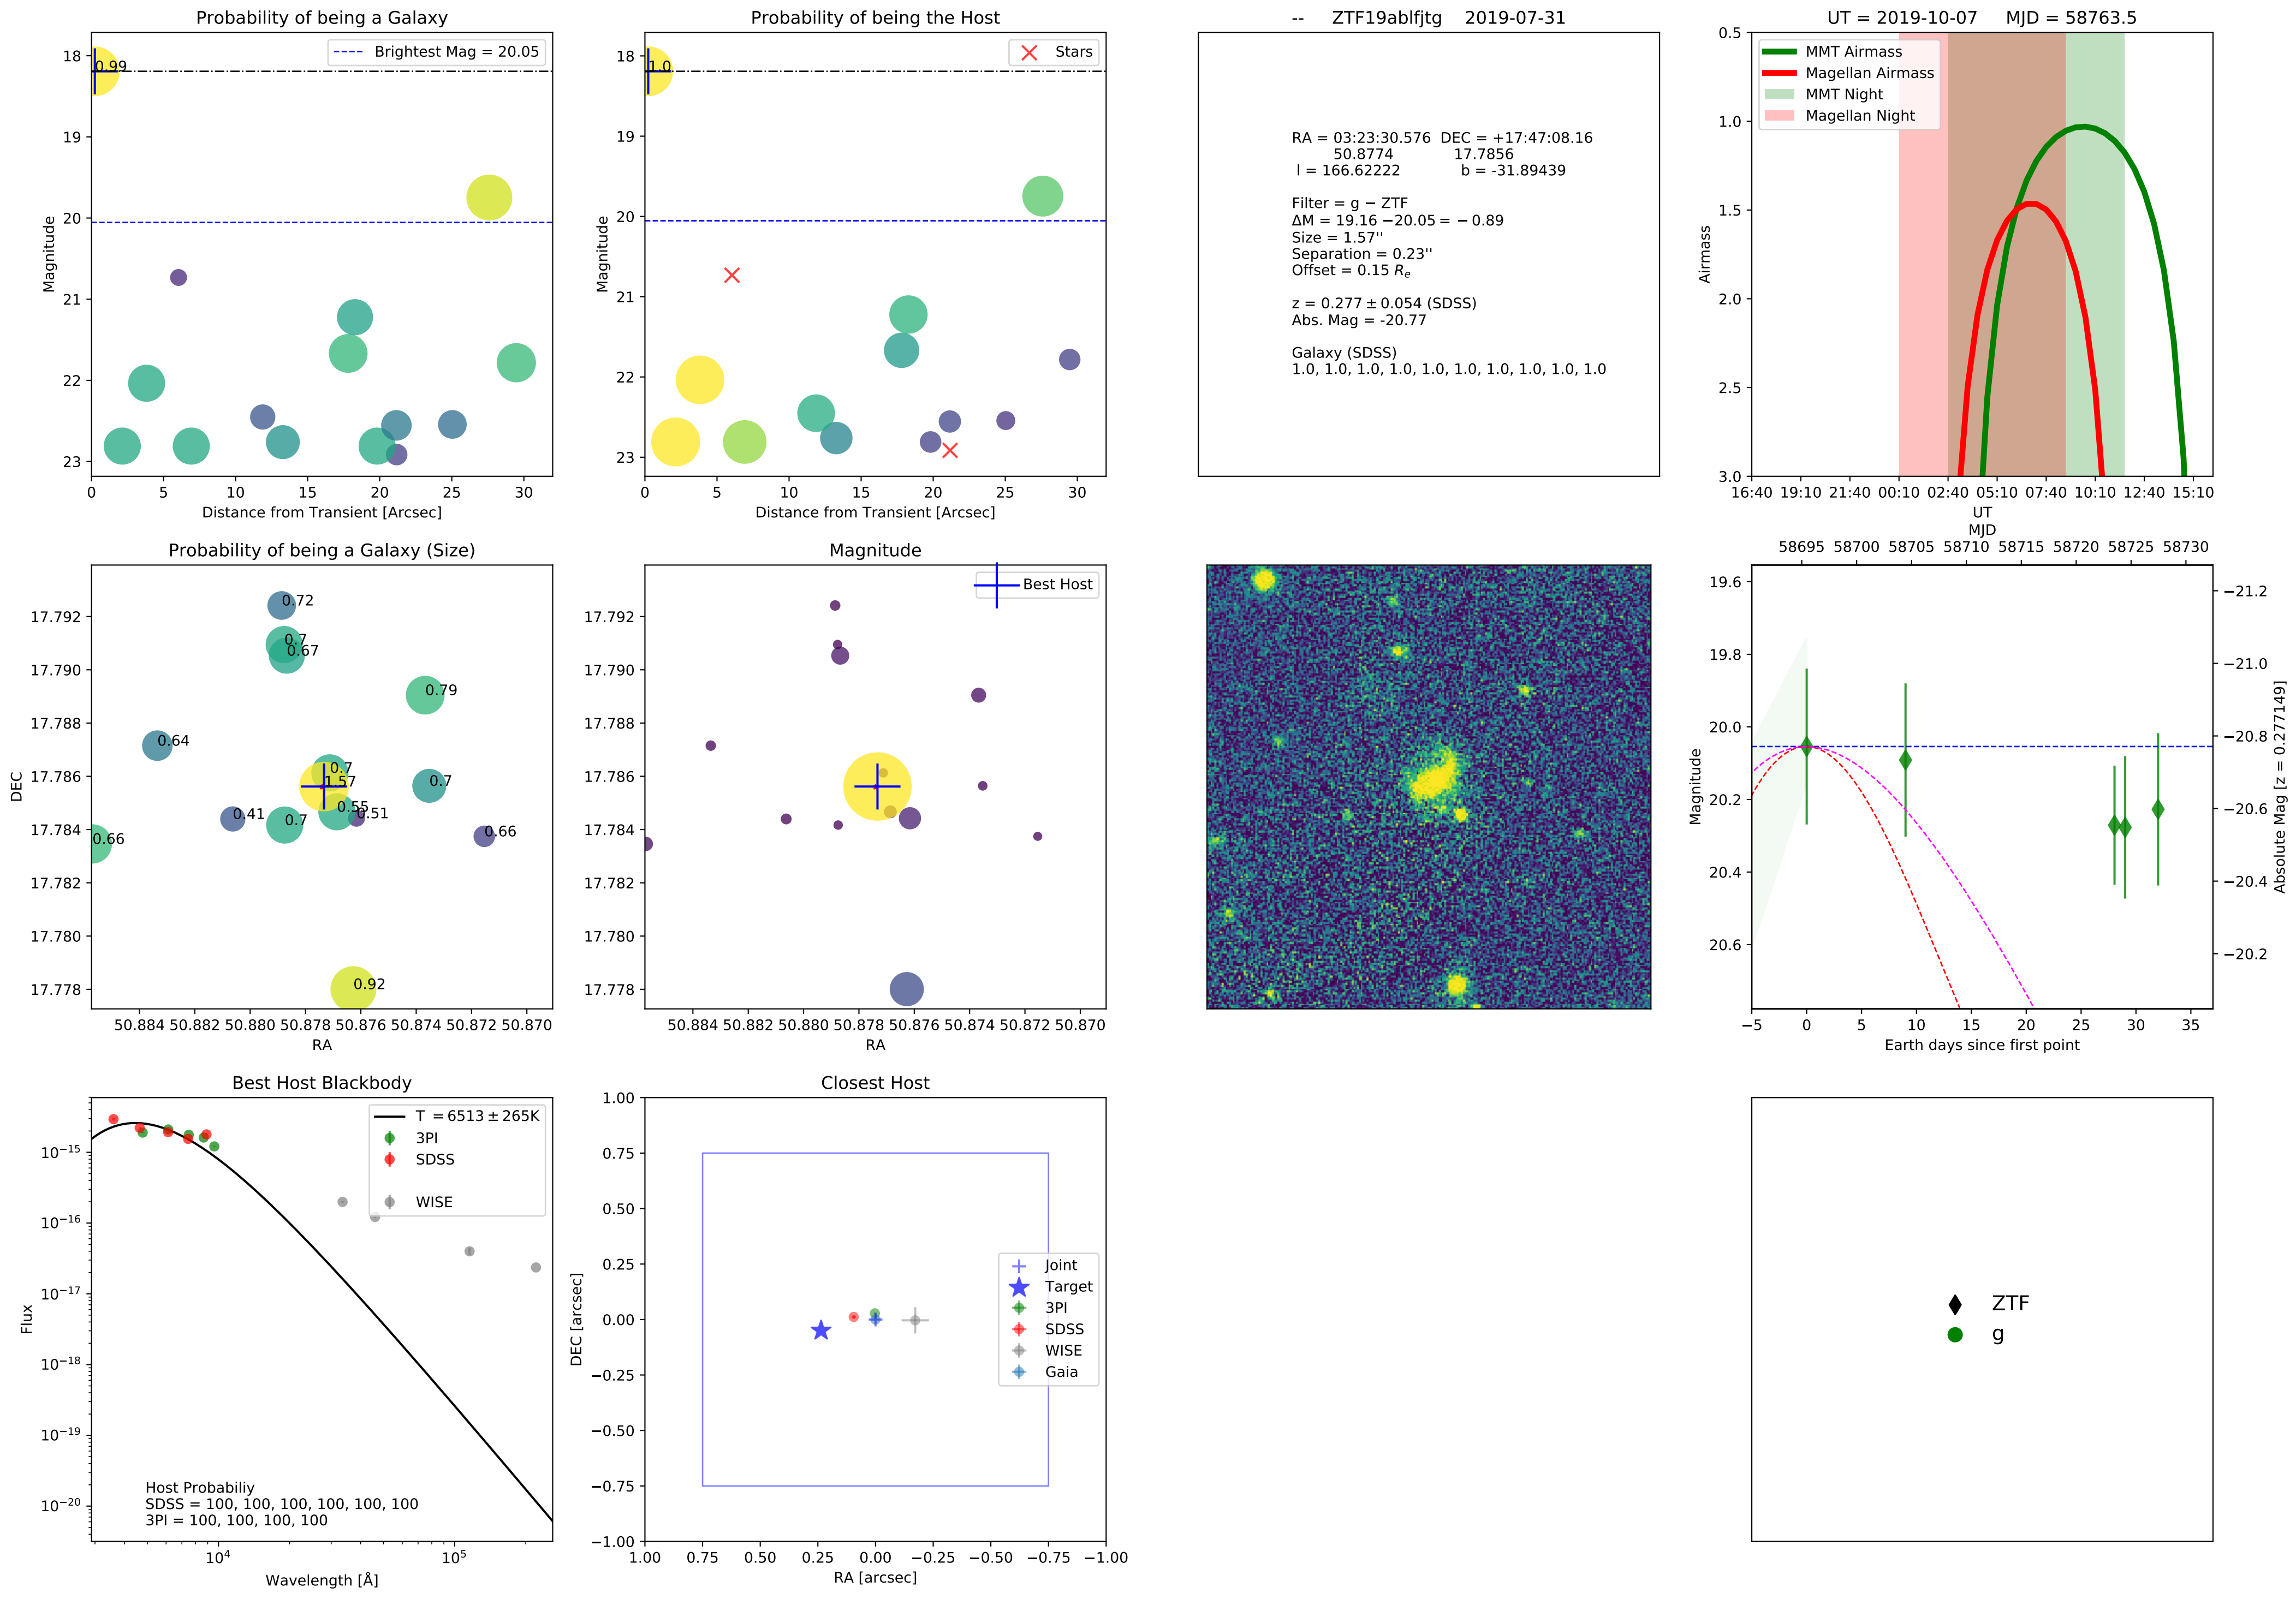 Probability of being a Galaxy
Brightest Mag = 20.05
0.99
18
19
20
21
22
23
Magnitude
0 5 10 15 20 25 30
Distance from Transient [Arcsec]
Probability of being the Host
Stars
1.0
18
19
20
21
22
23
Magnitude
0 5 10 15 20 25 30
Distance from Transient [Arcsec]
-- ZTF19ablfjtg 2019-07-31
RA = 03:23:30.576 DEC = +17:47:08.16
50.8774 17.7856
l = 166.62222 b = -31.89439
Filter = g − ZTF
ΔM = 19.16 −20.05 = −0.89
Size = 1.57''
Separation = 0.23''
Offset = 0.15 Re
z = 0.277 ± 0.054 (SDSS)
Abs. Mag = -20.77
Galaxy (SDSS)
1.0, 1.0, 1.0, 1.0, 1.0, 1.0, 1.0, 1.0, 1.0, 1.0
UT = 2019-10-07 MJD = 58763.5
MMT Airmass
Magellan Airmass
MMT Night
Magellan Night
0.5
1.0
1.5
2.0
2.5
3.0
Airmass
16:40 19:10 21:40 00:10 02:40 05:10 07:40 10:10 12:40 15:10
UT
Probability of being a Galaxy (Size)
0.72
0.7
0.67
0.79
0.64
0.7
1.57
0.7
0.55
0.51
0.41
0.7
0.66
0.66
0.92
17.792
17.790
17.788
17.786
17.784
17.782
17.780
17.778
DEC
50.884 50.882 50.880 50.878 50.876 50.874 50.872 50.870
RA
Magnitude
Best Host
17.792
17.790
17.788
17.786
17.784
17.782
17.780
17.778
50.884 50.882 50.880 50.878 50.876 50.874 50.872 50.870
RA
MJD
58695 58700 58705 58710 58715 58720 58725 58730
19.6
19.8
20.0
20.2
20.4
20.6
Magnitude
−21.2
−21.0
−20.8
−20.6
−20.4
−20.2
Absolute Mag [z = 0.277149]
−5 0 5 10 15 20 25 30 35
Earth days since first point
Best Host Blackbody
T = 6513 ± 265K
3PI
SDSS
WISE
10−15
10−16
10−17
10−18
10−19
10−20
Flux
Host Probabiliy
SDSS = 100, 100, 100, 100, 100, 100
3PI = 100, 100, 100, 100
104 105
Wavelength [Å]
Closest Host
Joint
Target
3PI
SDSS
WISE
Gaia
1.00
0.75
0.50
0.25
0.00
−0.25
−0.50
−0.75
−1.00
DEC [arcsec]
1.00 0.75 0.50 0.25 0.00 −0.25 −0.50 −0.75 −1.00
RA [arcsec]
ZTF
g